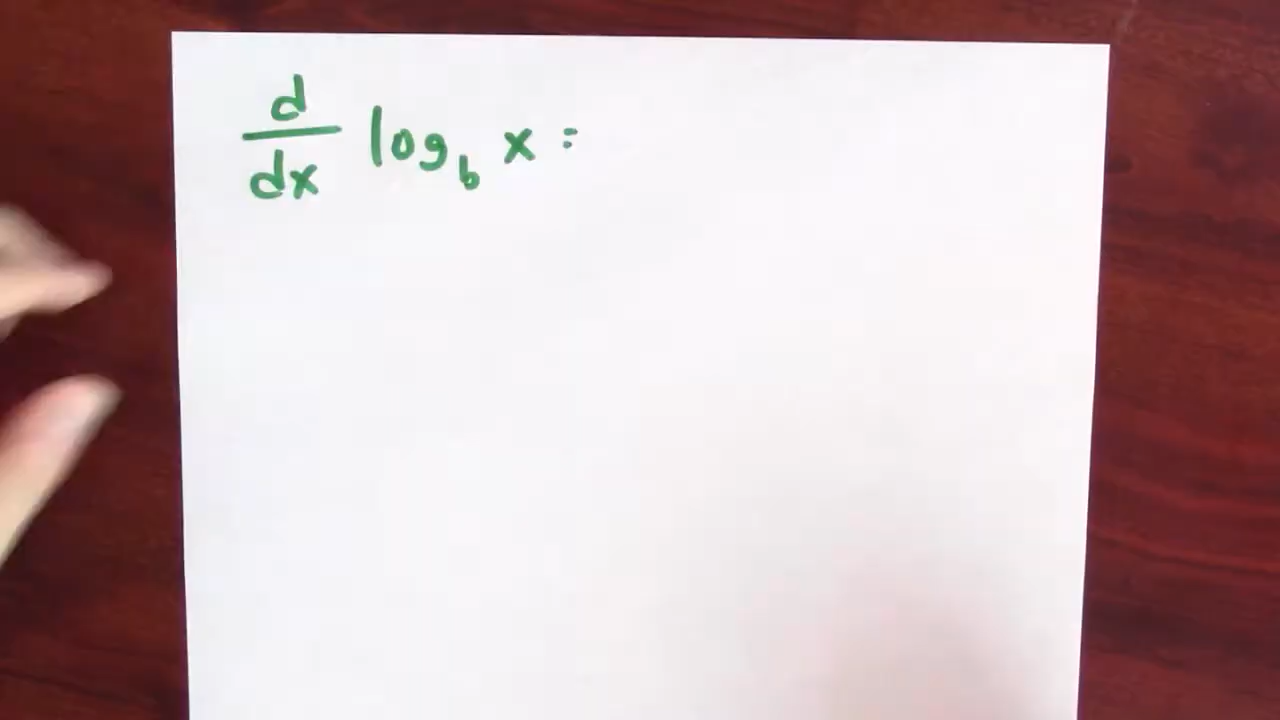 d/dx log_b x =